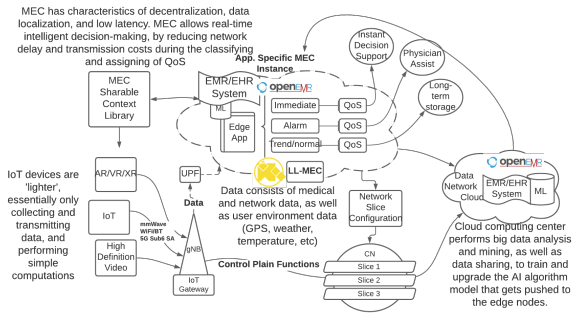 MEC has characteristics of decentralization, data
localization, and low latency. MEC allows real-time
intelligent decision-making, by reducing network
delay and transmission costs during the classifying
and assigning of QoS
App. Specific MEC
Instance
Instant
Decision
Support
Physician
Assist
Long-
term
storage
MEC
Sharable
Context
Library
EMR/EHR
System
openEMR
ML
Edge
App
Immediate
QoS
Alarm
QoS
Trend/normal
QoS
LL-MEC
UPF
Data
AR/VR/XR
IoT
High
Definition
Video
mmWave
WiFi/BT
5G Sub6 SA
gNB
IoT
Gateway
IoT devices are
'lighter',
essentially only
collecting and
transmitting
data, and
performing
simple
computations
Data consists of medical
and network data, as well
as user environment data
(GPS, weather,
temperature, etc)
Control Plain Functions
Network
Slice
Configuration
CN
Slice 1
Slice 2
Slice 3
openEMR
Data
Network
Cloud
EMR/EHR
System
ML
Cloud computing center
performs big data analysis
and mining, as well as
data sharing, to train and
upgrade the AI algorithm
model that gets pushed to
the edge nodes.